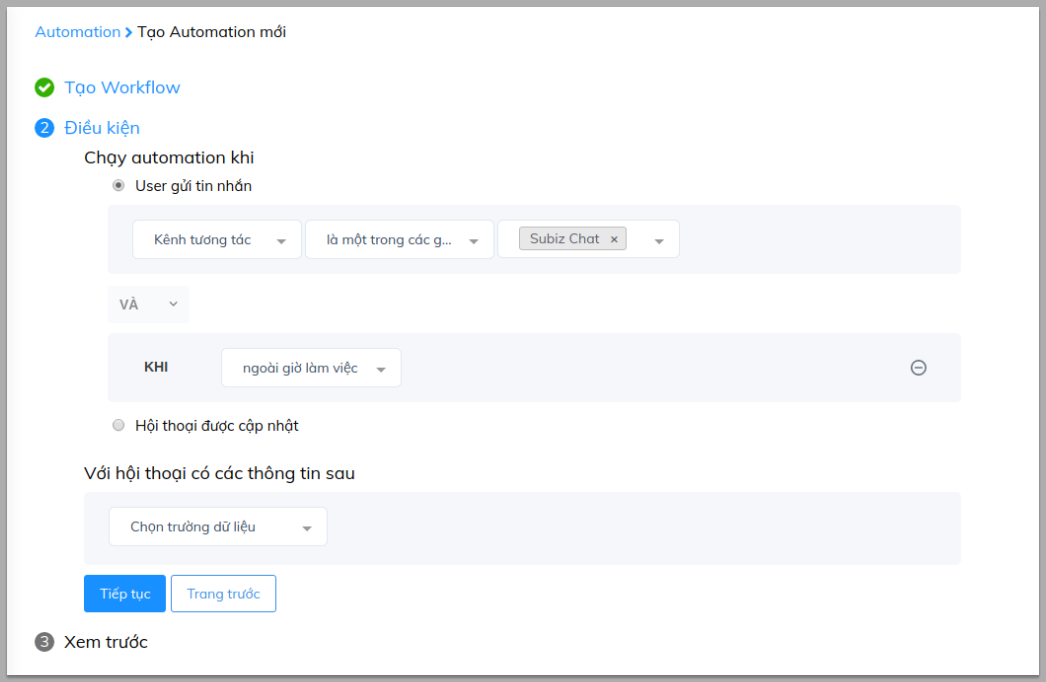 Automation > Tạo Automation mới
Tạo Workflow
2 Điều kiện
Chạy automation khi
User gửi tin nhắn
Kênh tương tác là một trong các g... Subiz Chat ×
VÀ
KHI ngoài giờ làm việc
Hội thoại được cập nhật
Với hội thoại có các thông tin sau
Chọn trường dữ liệu
Tiếp tục Trang trước
3 Xem trước